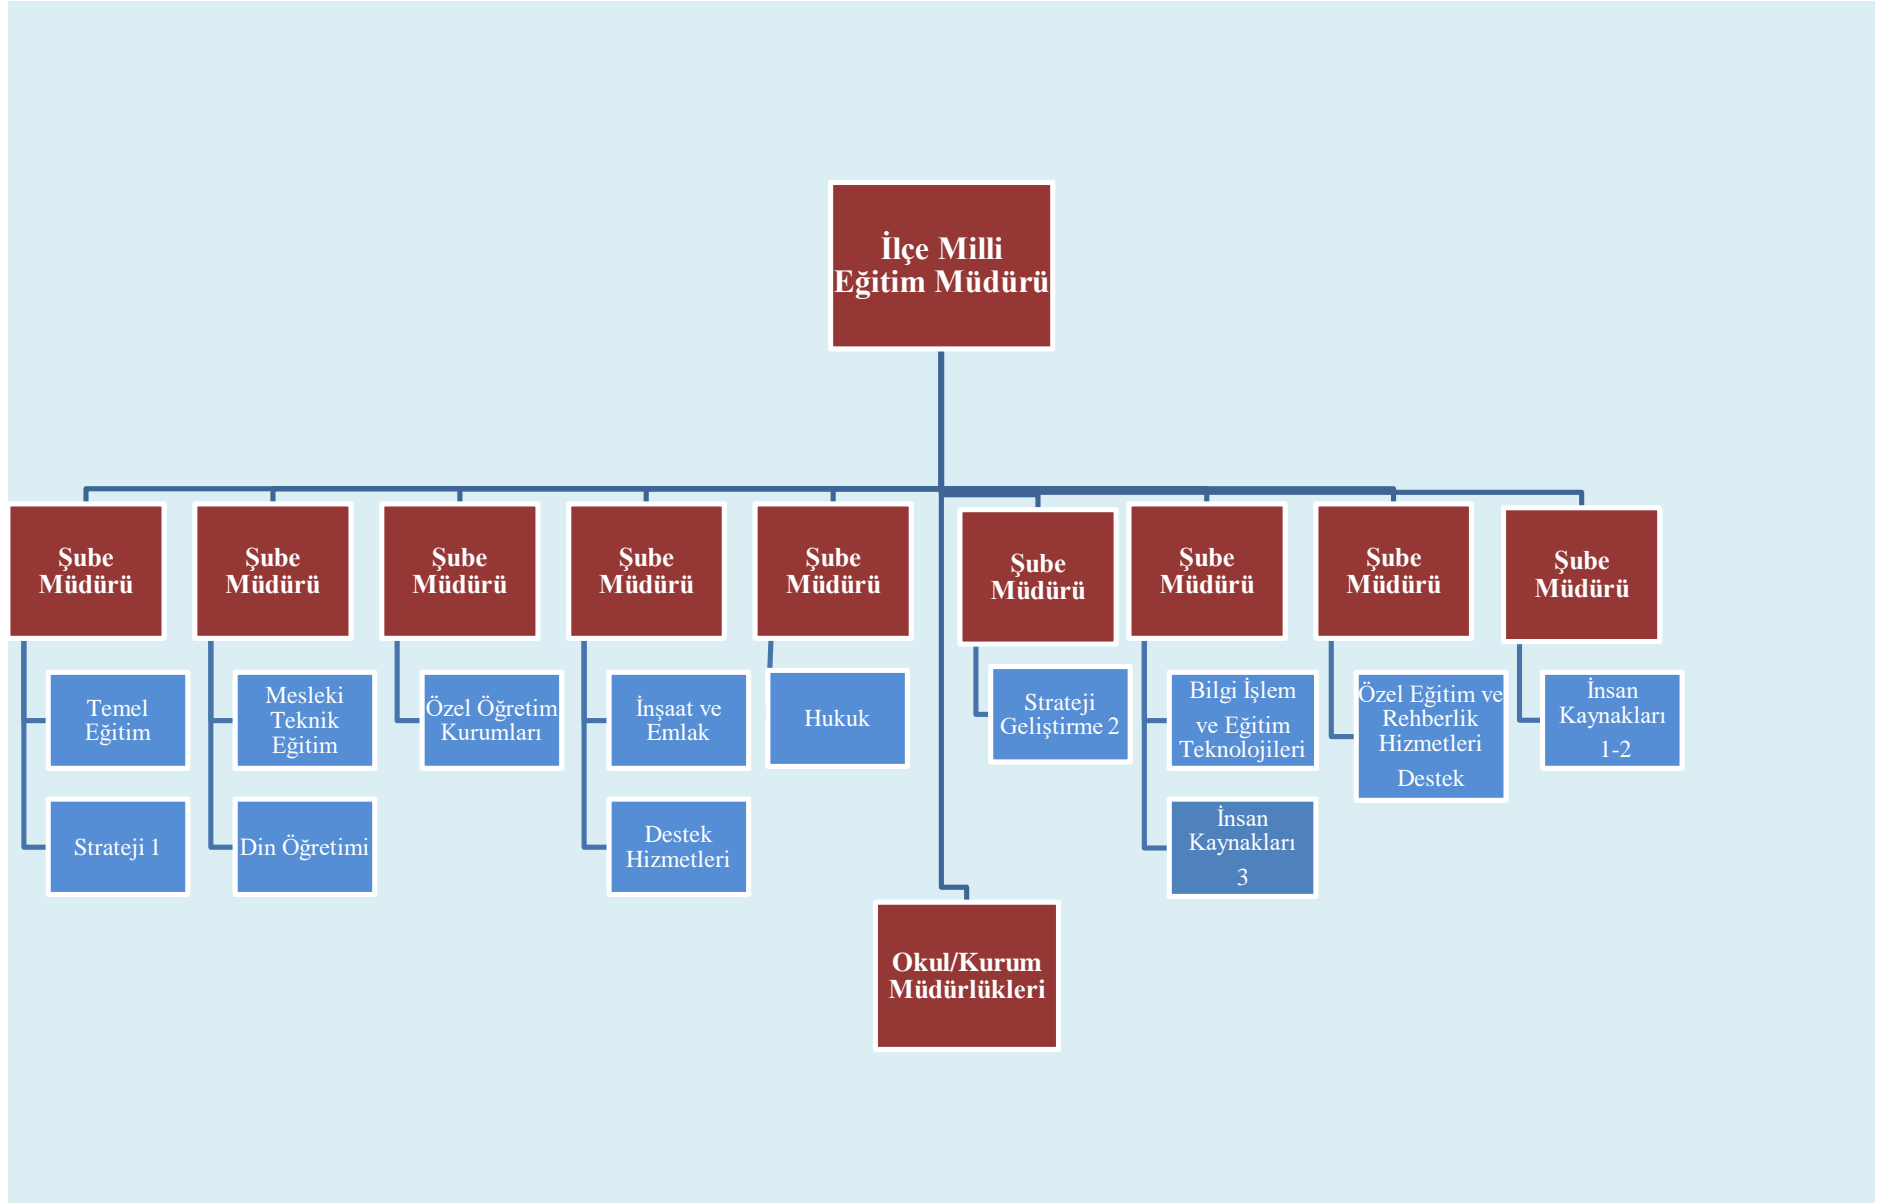 İlçe Milli
Eğitim Müdürü
Şube
Müdürü
Şube
Müdürü
Şube
Müdürü
Şube
Müdürü
Şube
Müdürü
Şube
Müdürü
Şube
Müdürü
Şube
Müdürü
Şube
Müdürü
Temel
Eğitim
Mesleki
Teknik
Eğitim
Özel Öğretim
Kurumları
İnşaat ve
Emlak
Hukuk
Strateji
Geliştirme 2
Bilgi İşlem
ve Eğitim
Teknolojileri
Özel Eğitim ve
Rehberlik
Hizmetleri
Destek
İnsan
Kaynakları
1-2
Strateji 1
Din Öğretimi
Destek
Hizmetleri
İnsan
Kaynakları
3
Okul/Kurum
Müdürlükleri